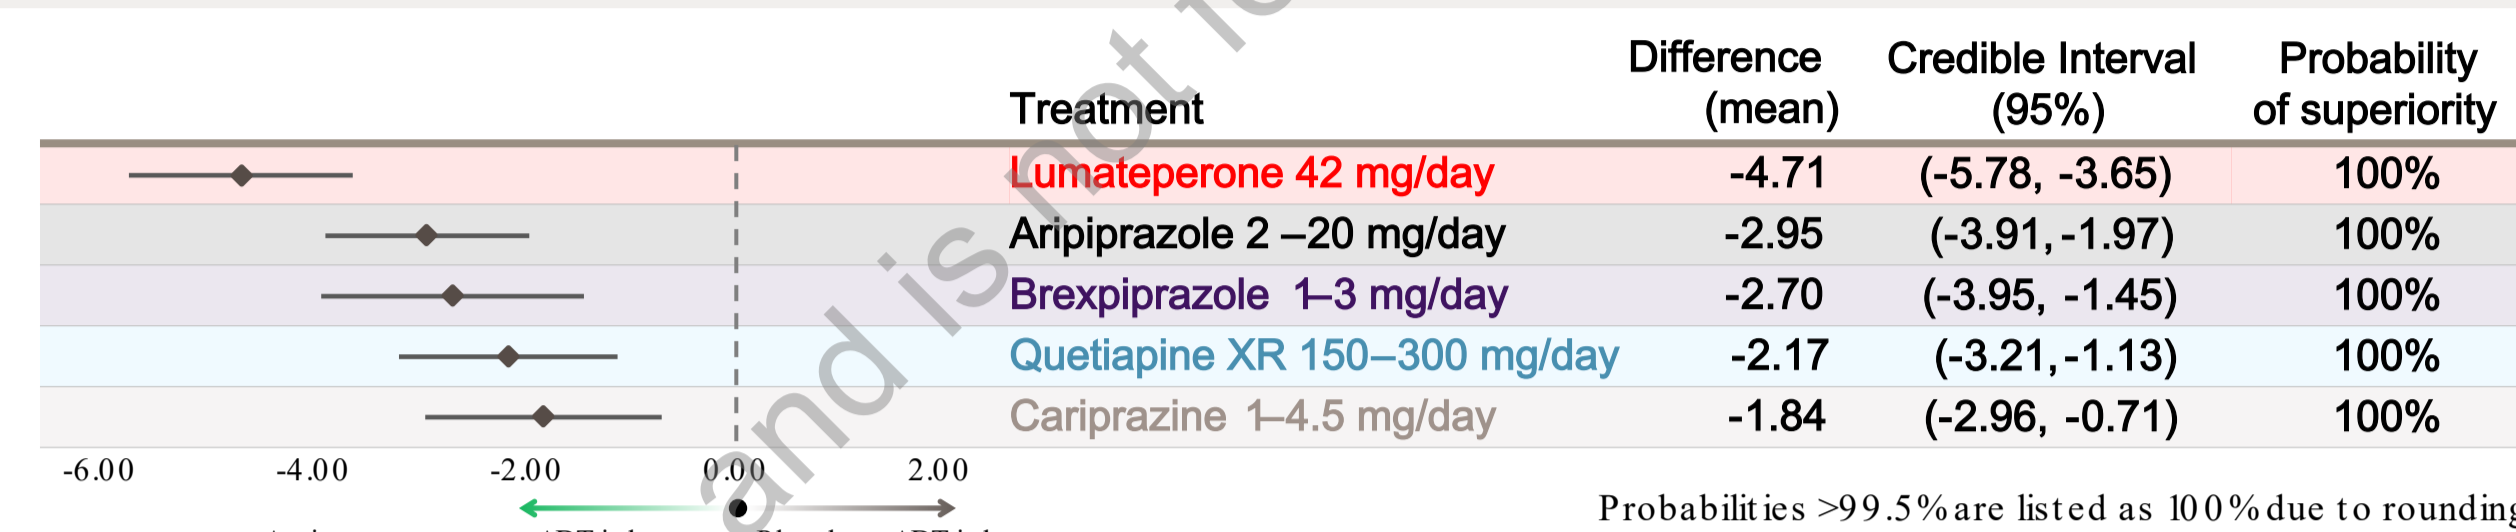 Difference (mean) Credible Interval (95%) Probability of superiority
Treatment
Lumateperone 42 mg/day -4.71 (-5.78, -3.65) 100%
Aripiprazole 2 –20 mg/day -2.95 (-3.91, -1.97) 100%
Brexpiprazole 1–3 mg/day -2.70 (-3.95, -1.45) 100%
Quetiapine XR 150–300 mg/day -2.17 (-3.21, -1.13) 100%
Cariprazine 1–4.5 mg/day -1.84 (-2.96, -0.71) 100%
-6.00 -4.00 -2.00 0.00 2.00
Probabilities >99.5% are listed as 100% due to rounding
and is not